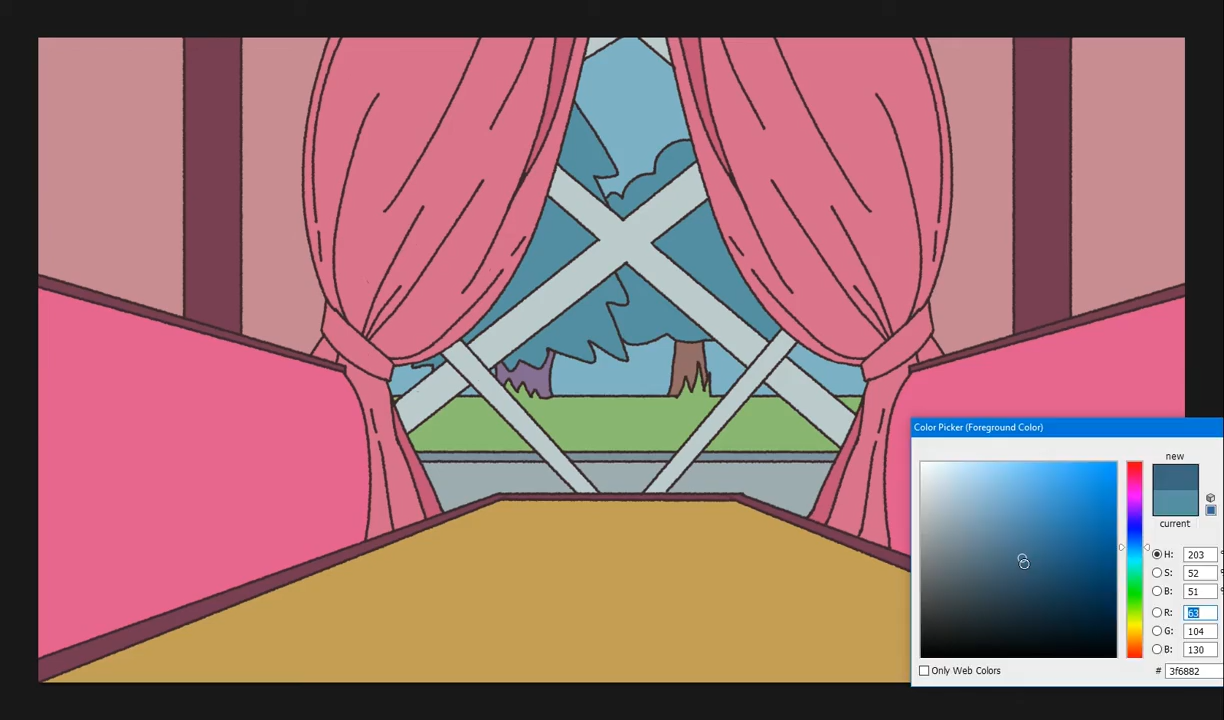 Color Picker (Foreground Color)
new
current
H: 203 °
S: 52
B: 51
R: 63
G: 104
B: 130
Only Web Colors
# 3f6882